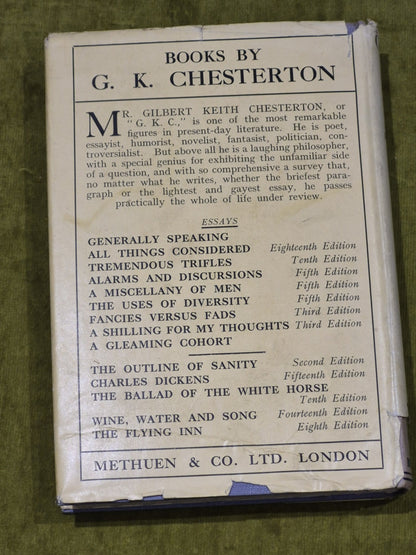 BOOKS BY
G. K. CHESTERTON
MR. GILBERT KEITH CHESTERTON, or
"G. K. C.," is one of the most remarkable
figures in present-day literature. He is poet,
essayist, humorist, novelist, fantasist, politician, con-
troversialist. But above all he is a laughing philosopher,
with a special genius for exhibiting the unfamiliar side
of a question, and with so comprehensive a survey that,
no matter what he writes, whether the briefest para-
graph or the lightest and gayest essay, he passes
practically the whole of life under review.
ESSAYS
GENERALLY SPEAKING
ALL THINGS CONSIDERED Eighteenth Edition
TREMENDOUS TRIFLES Tenth Edition
ALARMS AND DISCURSIONS Fifth Edition
A MISCELLANY OF MEN Fifth Edition
THE USES OF DIVERSITY Fifth Edition
FANCIES VERSUS FADS Third Edition
A SHILLING FOR MY THOUGHTS Third Edition
A GLEAMING COHORT
THE OUTLINE OF SANITY Second Edition
CHARLES DICKENS Fifteenth Edition
THE BALLAD OF THE WHITE HORSE
Tenth Edition
WINE, WATER AND SONG Fourteenth Edition
THE FLYING INN Eighth Edition
METHUEN & CO. LTD. LONDON